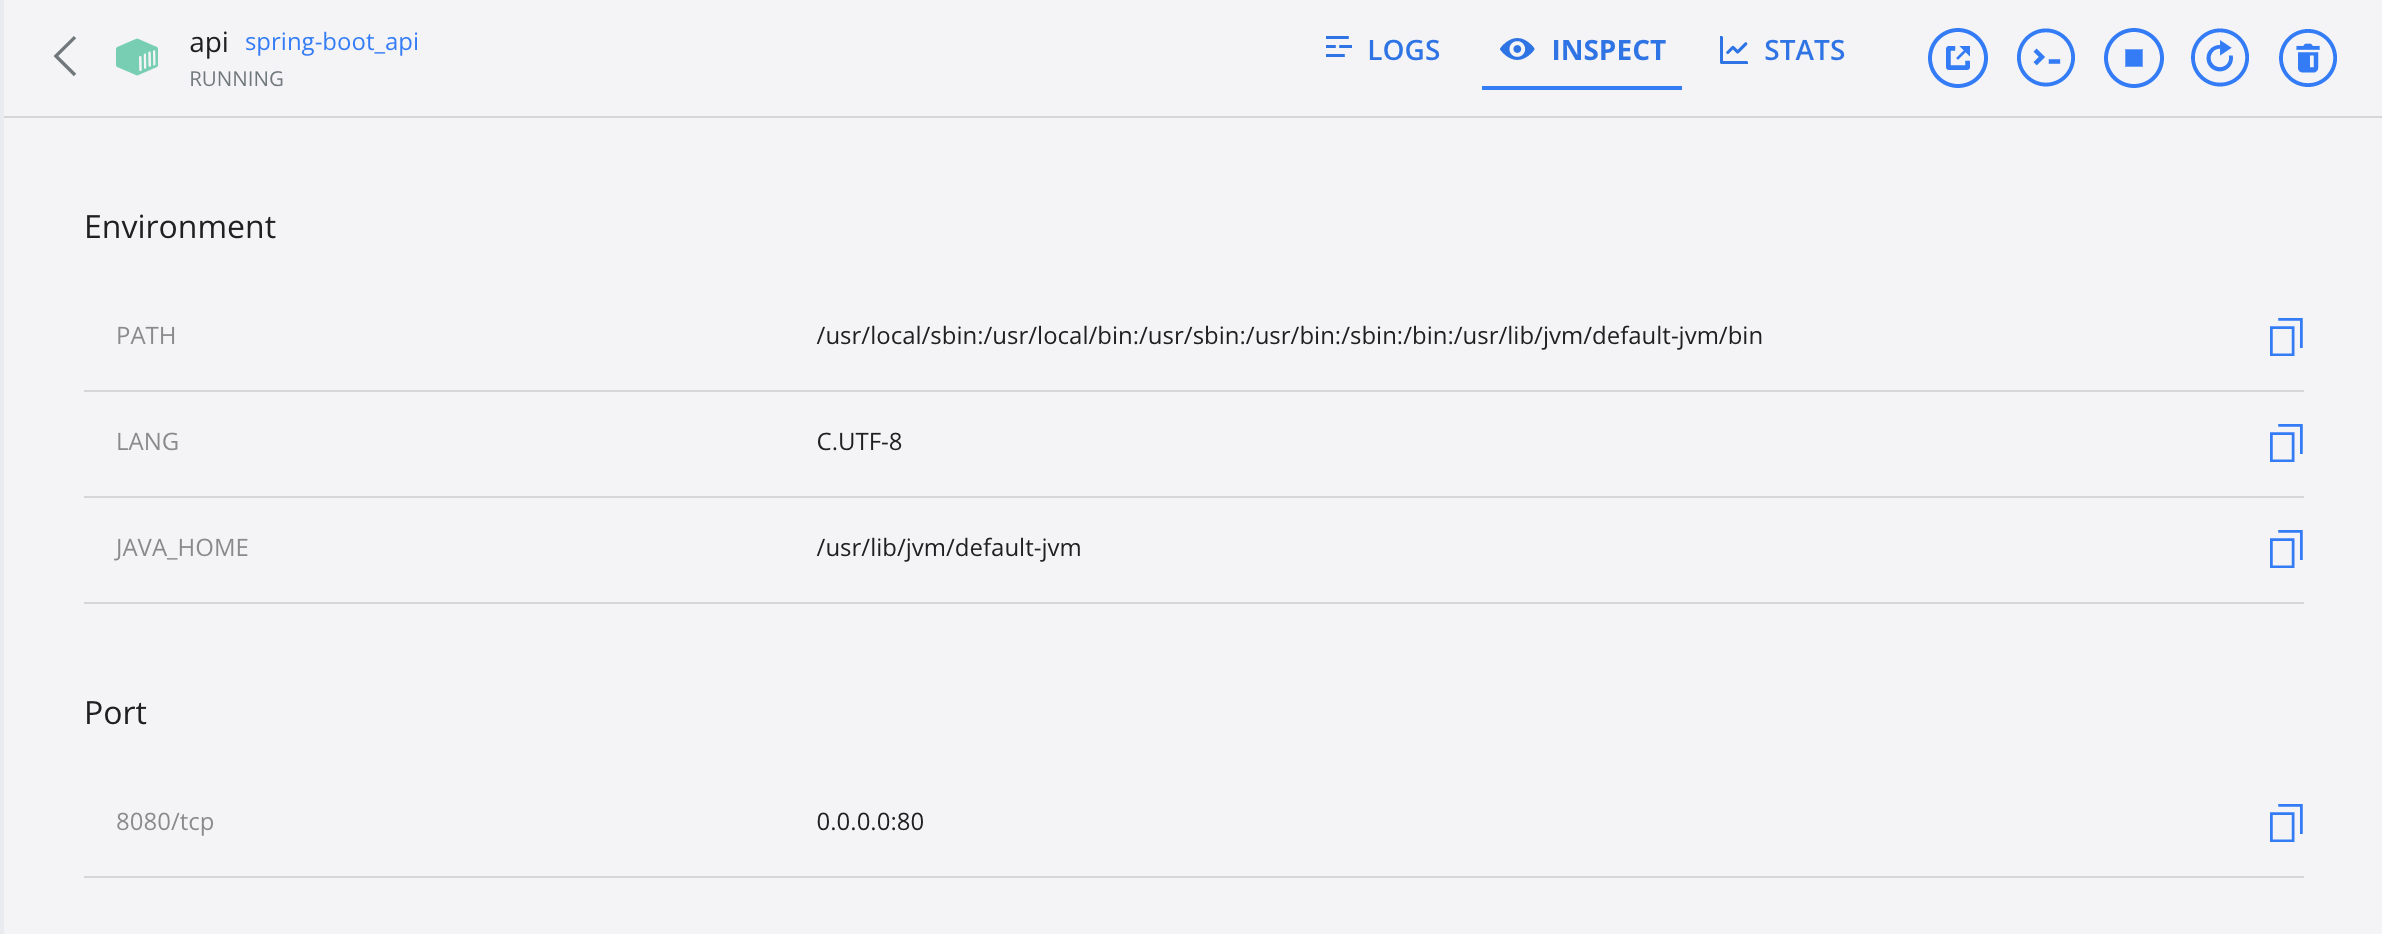 api spring-boot_api
RUNNING
LOGS INSPECT STATS
Environment
PATH /usr/local/sbin:/usr/local/bin:/usr/sbin:/usr/bin:/sbin:/bin:/usr/lib/jvm/default-jvm/bin
LANG C.UTF-8
JAVA_HOME /usr/lib/jvm/default-jvm
Port
8080/tcp 0.0.0.0:80